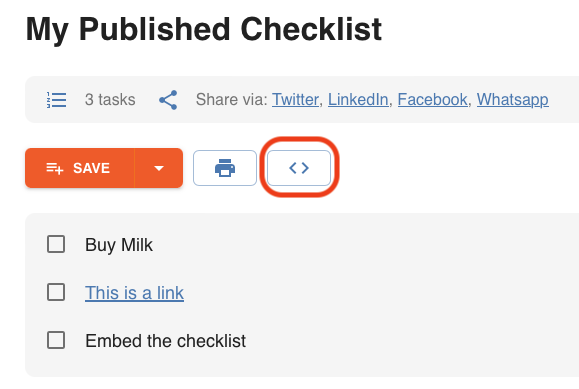 My Published Checklist
3 tasks Share via: Twitter, LinkedIn, Facebook, Whatsapp
SAVE
Buy Milk
This is a link
Embed the checklist